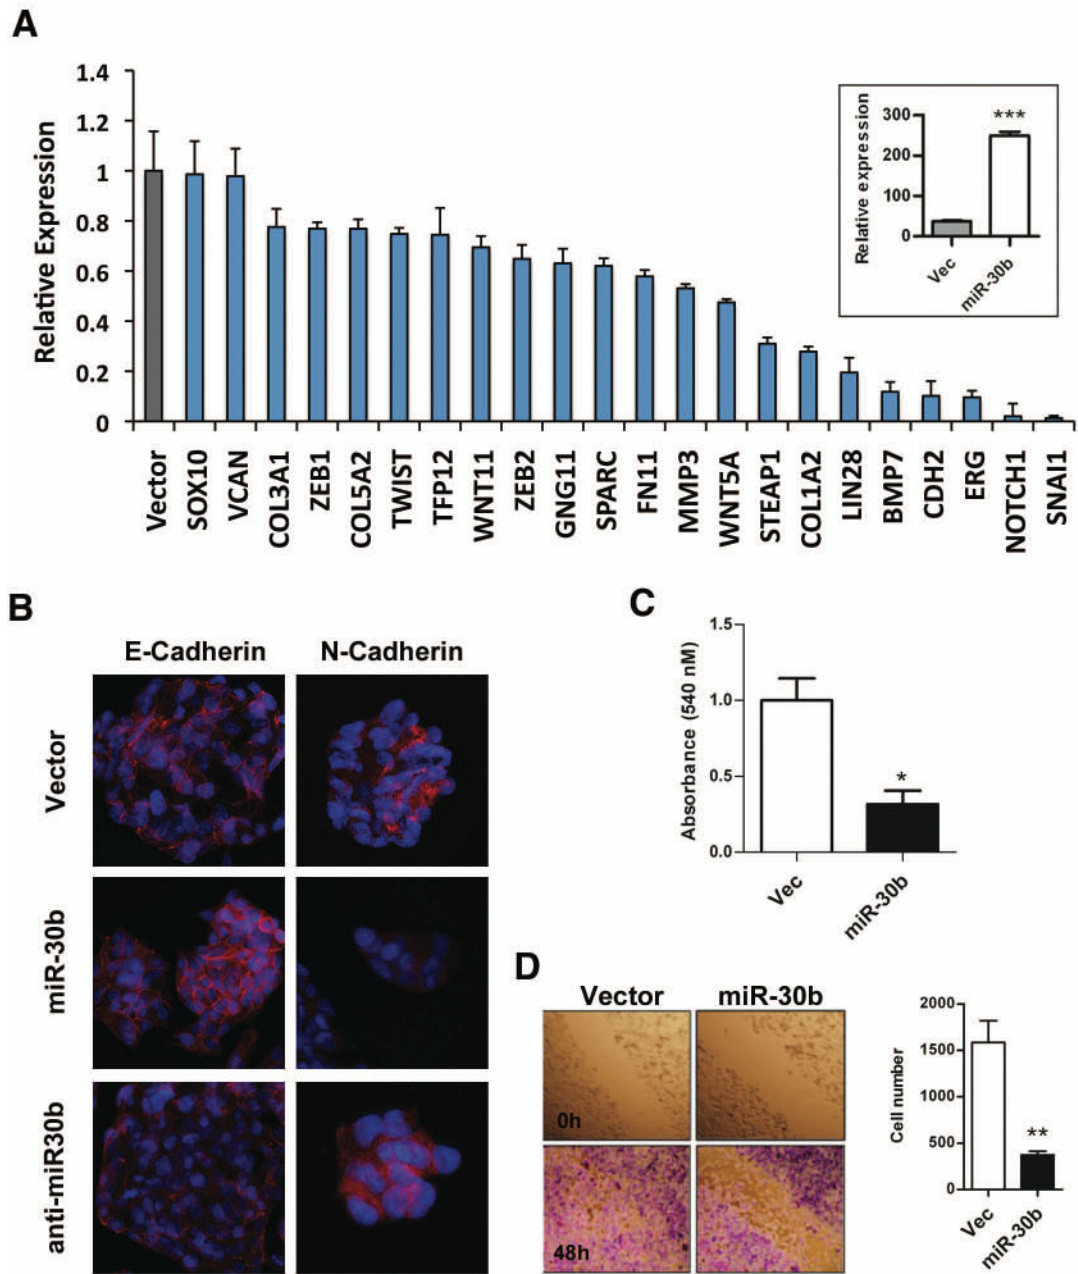 A
Relative Expression
1.4
1.2
1
0.8
0.6
0.4
0.2
0
Vector
SOX10
VCAN
COL3A1
ZEB1
COL5A2
TWIST
TFP12
WNT11
ZEB2
GNG11
SPARC
FN11
MMP3
WNT5A
STEAP1
COL1A2
LIN28
BMP7
CDH2
ERG
NOTCH1
SNAI1
Relative expression
300
200
100
0
***
Vec
miR-30b
B
E-Cadherin N-Cadherin
Vector
miR-30b
anti-miR30b
C
Absorbance (540 nM)
1.5
1.0
0.5
0.0
*
Vec
miR-30b
D
Vector miR-30b
0h
48h
Cell number
2000
1500
1000
500
0
**
Vec
miR-30b